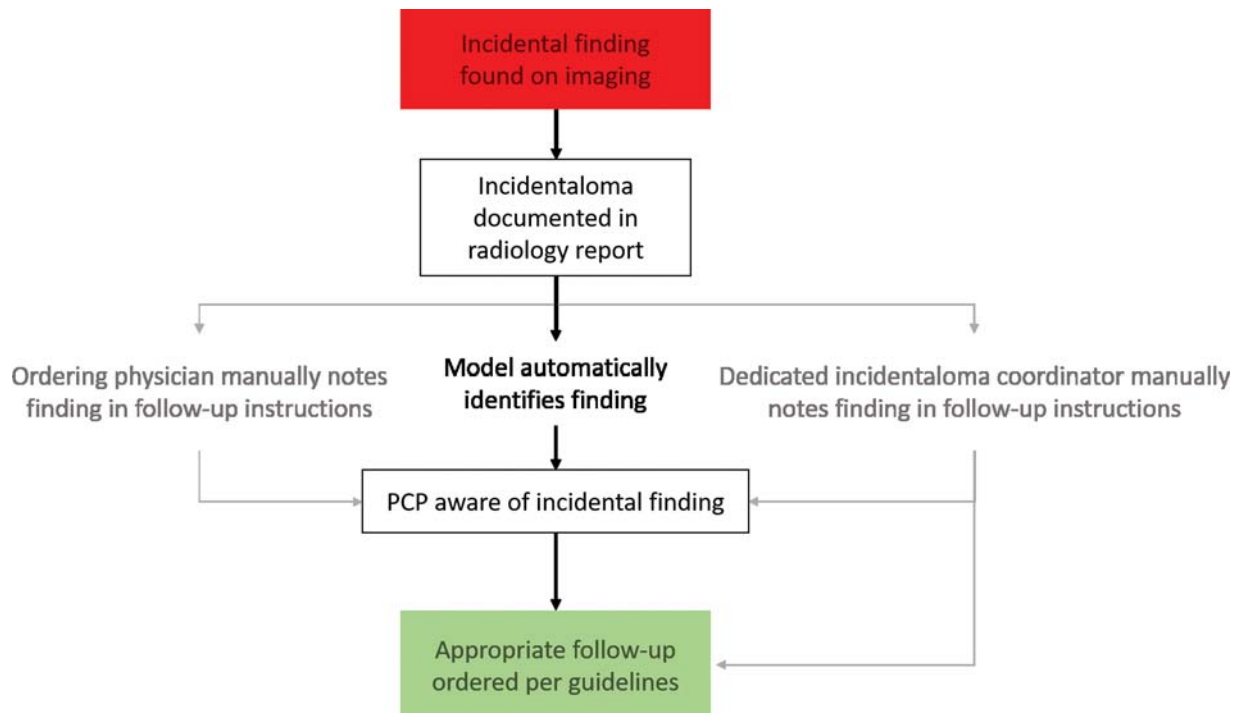 Incidental finding
found on imaging
Incidentaloma
documented in
radiology report
Ordering physician manually notes
finding in follow-up instructions
Model automatically
identifies finding
Dedicated incidentaloma coordinator manually
notes finding in follow-up instructions
PCP aware of incidental finding
Appropriate follow-up
ordered per guidelines